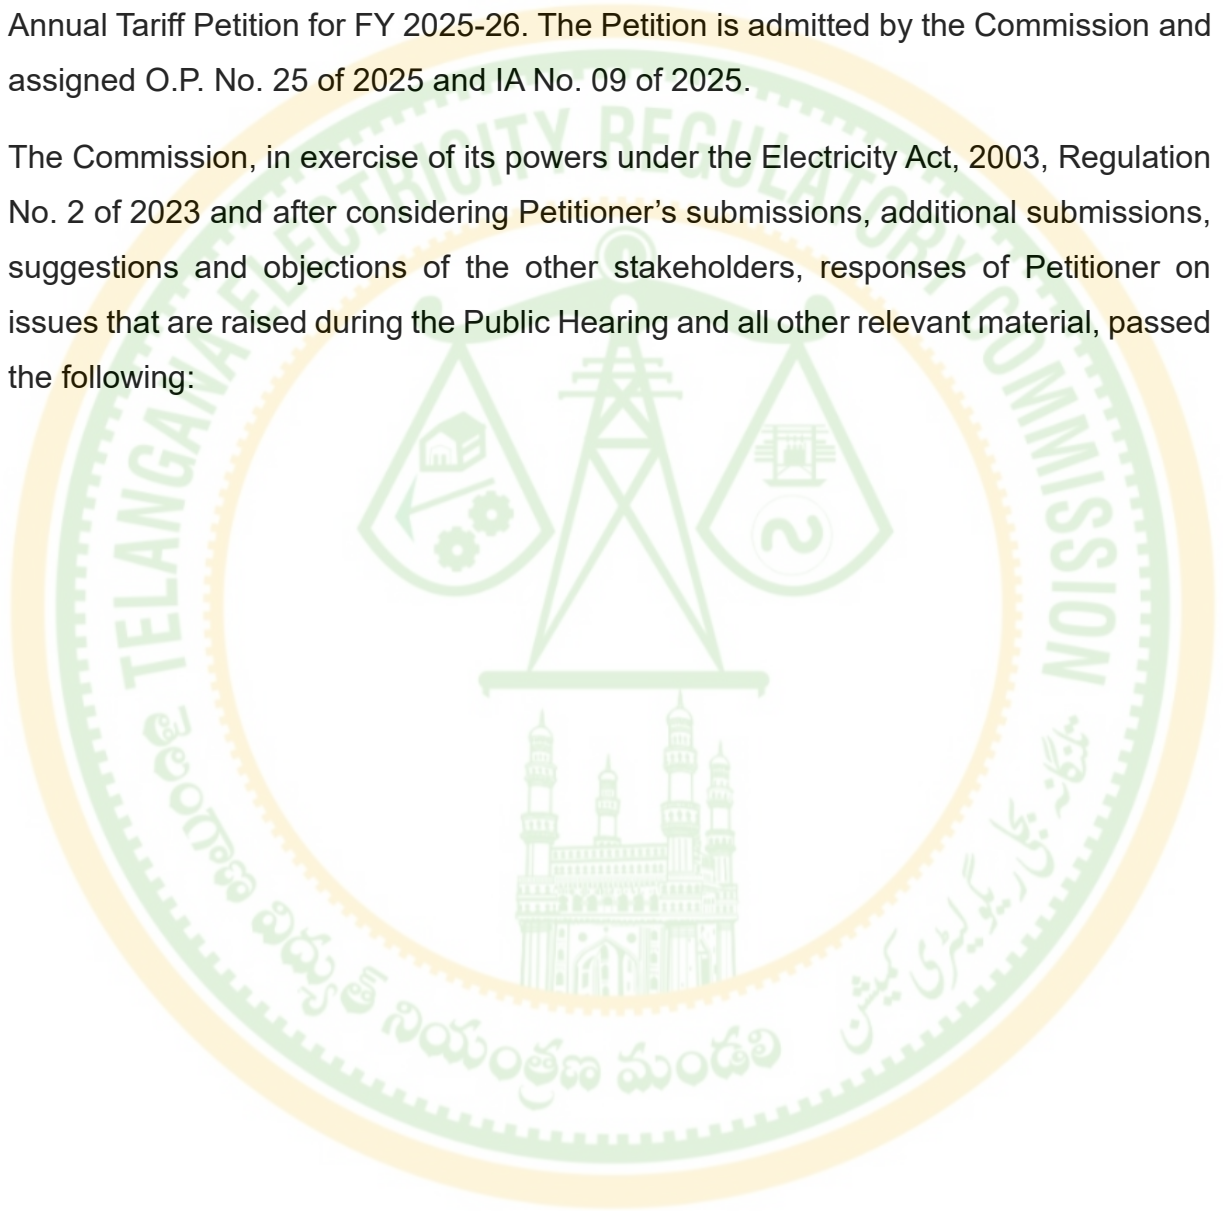 Annual Tariff Petition for FY 2025-26. The Petition is admitted by the Commission and
assigned O.P. No. 25 of 2025 and IA No. 09 of 2025.
The Commission, in exercise of its powers under the Electricity Act, 2003, Regulation
No. 2 of 2023 and after considering Petitioner’s submissions, additional submissions,
suggestions and objections of the other stakeholders, responses of Petitioner on
issues that are raised during the Public Hearing and all other relevant material, passed
the following:
TELANGANA ELECTRICITY REGULATORY COMMISSION
తెలంగాణ విద్యుత్ నియంత్రణ మండలి
تلنگانہ بجلی ریگولیٹری کمیشن